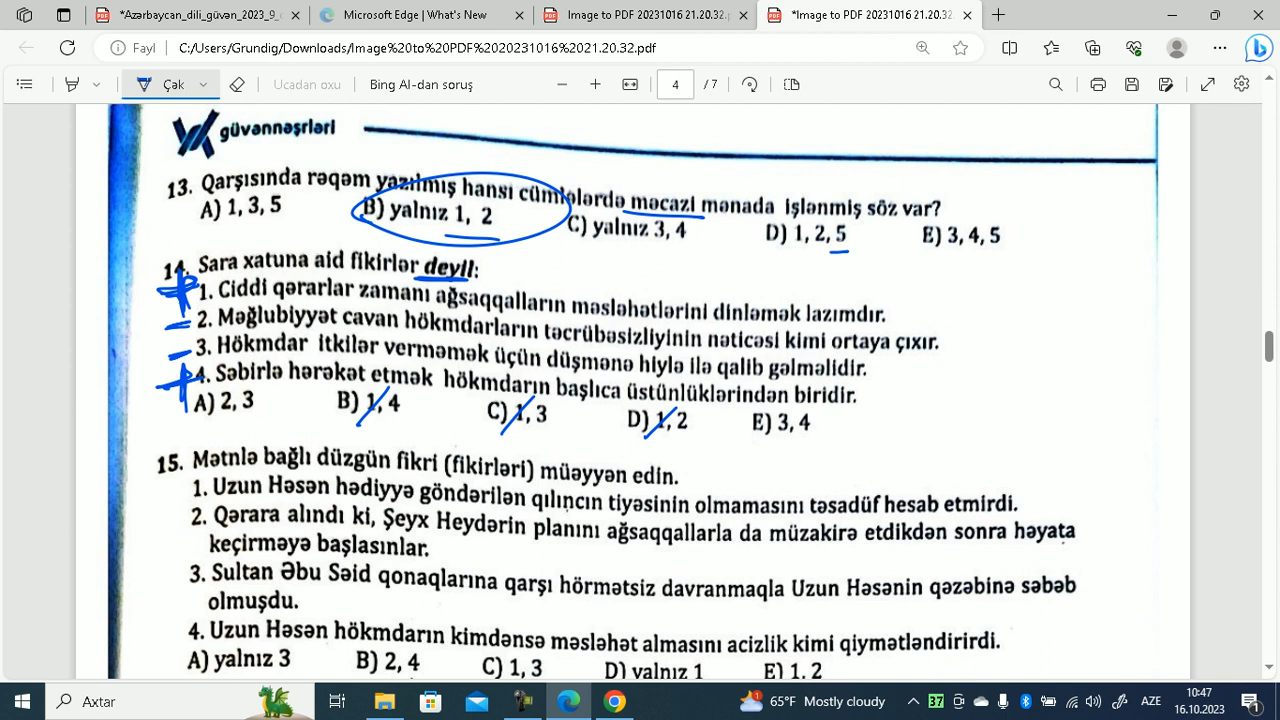 *Azərbaycan_dili_güvən_2023_9_
Microsoft Edge | What's New
Image to PDF 20231016 21.20.32.p
*Image to PDF 20231016 21.20.32.
Fayl
C:/Users/Grundig/Downloads/Image%20to%20PDF%2020231016%2021.20.32.pdf
Çak
Ucadan oxu
Bing AI-dan soruş
4
/ 7
güvənnəşrləri
13. Qarşısında rəqəm yazılmış hansı cümlələrdə məcazi mənada işlənmiş söz var?
A) 1, 3, 5 B) yalnız 1, 2 C) yalnız 3, 4 D) 1, 2, 5 E) 3, 4, 5
14. Sara xatuna aid fikirlər deyil:
1. Ciddi qərarlar zamanı ağsaqqalların məsləhətlərini dinləmək lazımdır.
2. Məğlubiyyət cavan hökmdarların təcrübəsizliyinin nəticəsi kimi ortaya çıxır.
3. Hökmdar itkilər verməmək üçün düşmənə hiylə ilə qalib gəlməlidir.
4. Səbirlə hərəkət etmək hökmdarın başlıca üstünlüklərindən biridir.
A) 2, 3 B) 1, 4 C) 1, 3 D) 1, 2 E) 3, 4
15. Mətnlə bağlı düzgün fikri (fikirləri) müəyyən edin.
1. Uzun Həsən hədiyyə göndərilən qılıncın tiyəsinin olmamasını təsadüf hesab etmirdi.
2. Qərara alındı ki, Şeyx Heydərin planını ağsaqqallarla da müzakirə etdikdən sonra həyata
keçirməyə başlasınlar.
3. Sultan Əbu Səid qonaqlarına qarşı hörmətsiz davranmaqla Uzun Həsənin qəzəbinə səbəb
olmuşdu.
4. Uzun Həsən hökmdarın kimdənsə məsləhət almasını acizlik kimi qiymətləndirirdi.
A) yalnız 3 B) 2, 4 C) 1, 3 D) yalnız 1 E) 1, 2
Axtar
65°F Mostly cloudy
37
AZE
10:47
16.10.2023